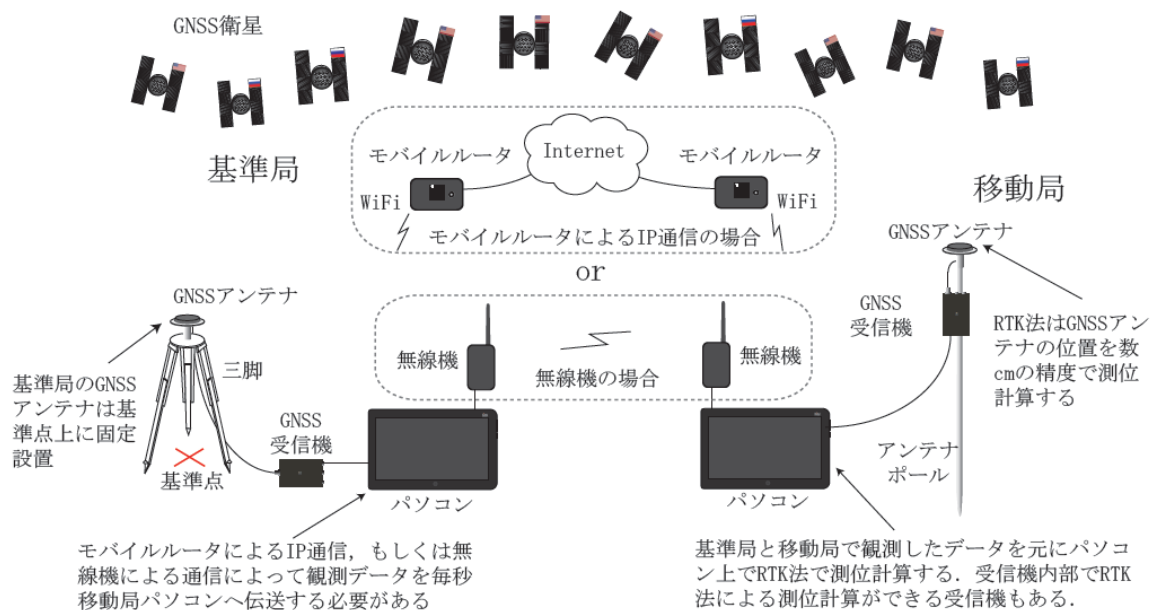 GNSS衛星
基準局
モバイルルータ
Internet
モバイルルータ
WiFi
WiFi
モバイルルータによるIP通信の場合
移動局
GNSSアンテナ
or
GNSSアンテナ
三脚
基準局のGNSS
アンテナは基
準点上に固定
設置
基準点
GNSS
受信機
無線機
無線機
無線機の場合
パソコン
パソコン
GNSS
受信機
RTK法はGNSSアン
テナの位置を数
cmの精度で測位
計算する
アンテナ
ポール
モバイルルータによるIP通信，もしくは無
線機による通信によって観測データを毎秒
移動局パソコンへ伝送する必要がある
基準局と移動局で観測したデータを元にパソコ
ン上でRTK法で測位計算する．受信機内部でRTK
法による測位計算ができる受信機もある．